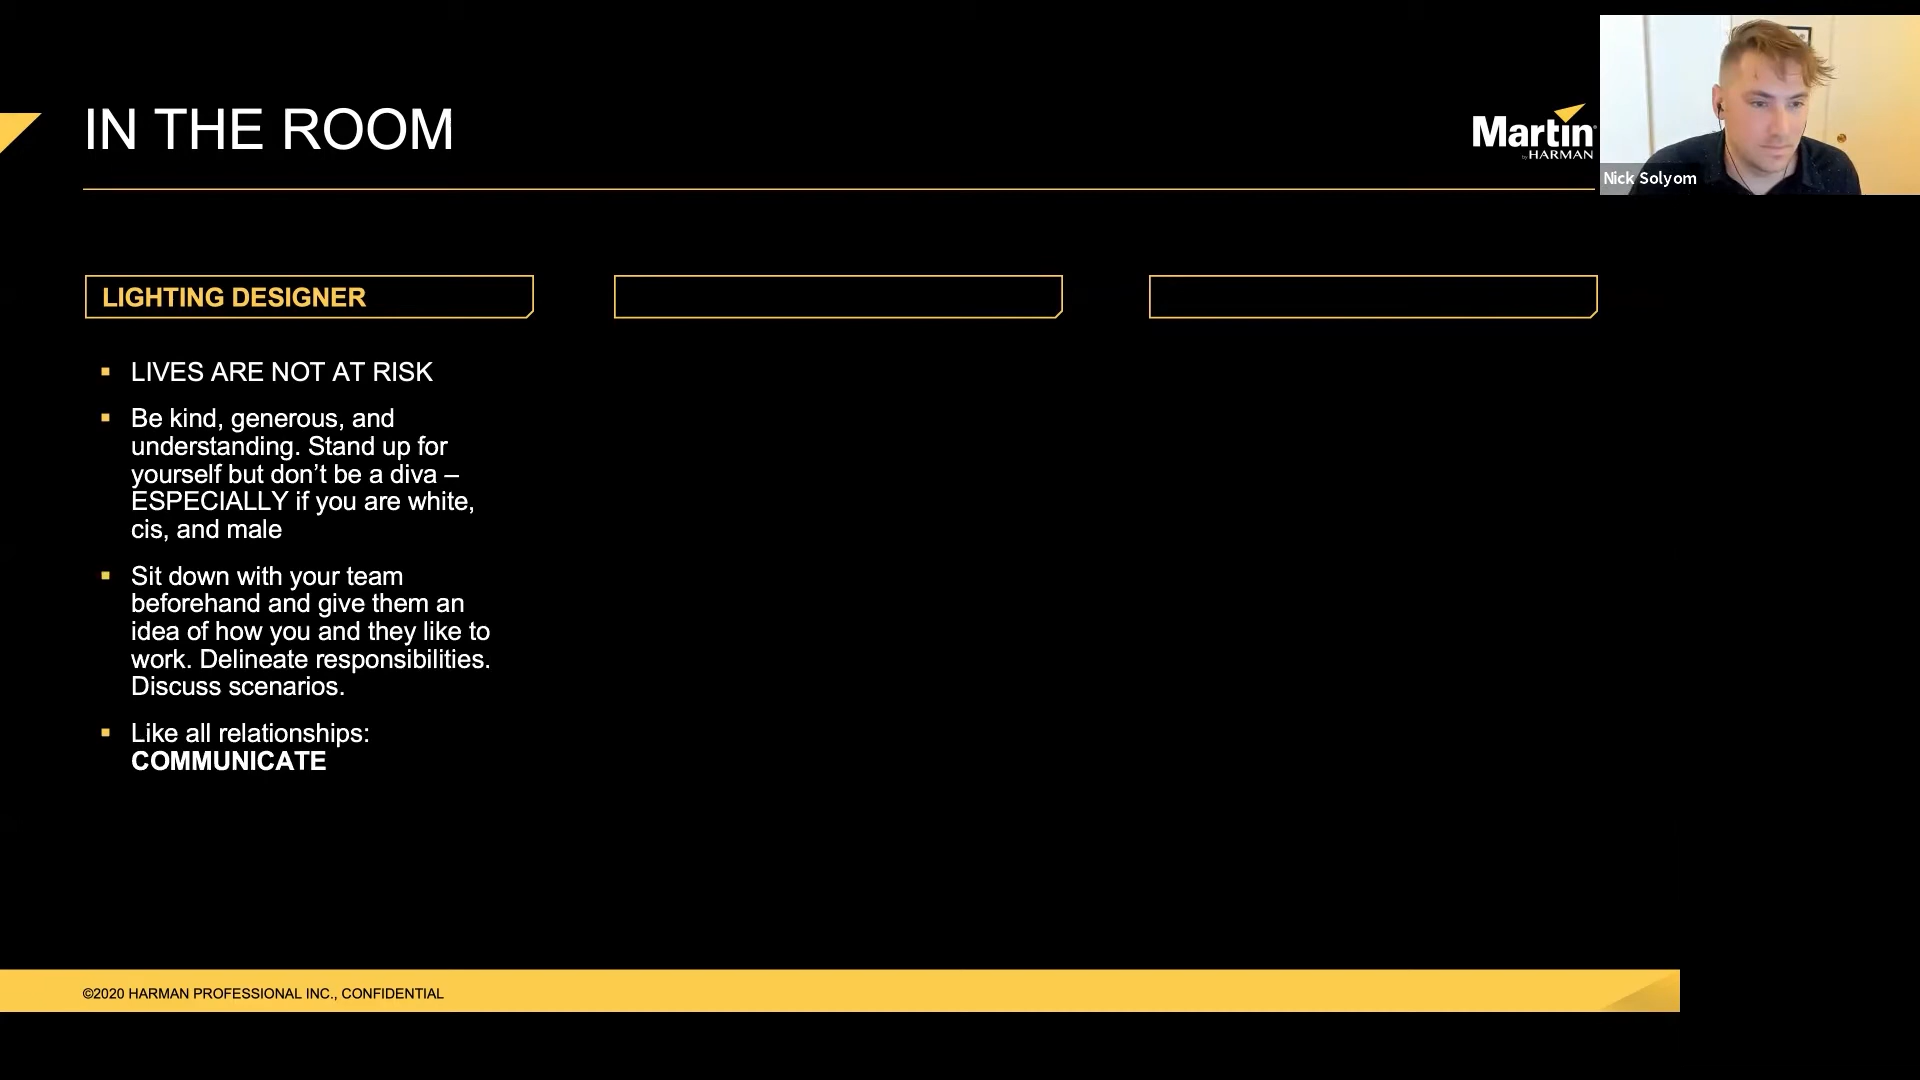 IN THE ROOM
Martin
by HARMAN
Nick Solyom
LIGHTING DESIGNER
▪ LIVES ARE NOT AT RISK
▪ Be kind, generous, and
understanding. Stand up for
yourself but don’t be a diva –
ESPECIALLY if you are white,
cis, and male
▪ Sit down with your team
beforehand and give them an
idea of how you and they like to
work. Delineate responsibilities.
Discuss scenarios.
▪ Like all relationships:
COMMUNICATE
©2020 HARMAN PROFESSIONAL INC., CONFIDENTIAL